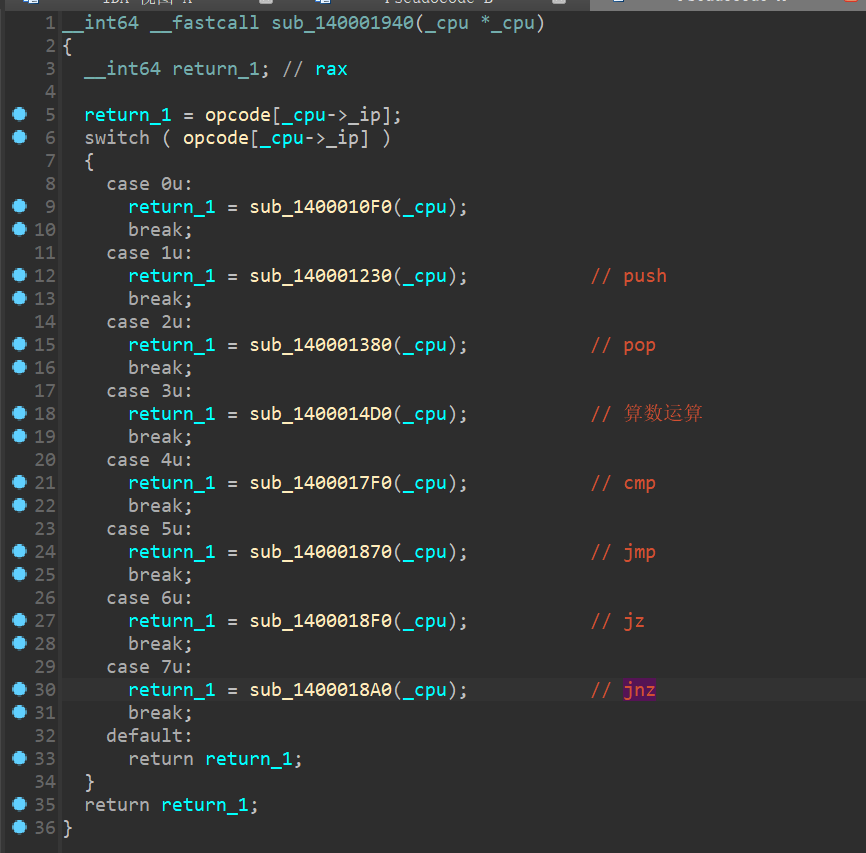 1 __int64 __fastcall sub_140001940(_cpu *_cpu)
2 {
3 __int64 return_1; // rax
4
5 return_1 = opcode[_cpu->_ip];
6 switch ( opcode[_cpu->_ip] )
7 {
8 case 0u:
9 return_1 = sub_1400010F0(_cpu);
10 break;
11 case 1u:
12 return_1 = sub_140001230(_cpu); // push
13 break;
14 case 2u:
15 return_1 = sub_140001380(_cpu); // pop
16 break;
17 case 3u:
18 return_1 = sub_1400014D0(_cpu); // 算数运算
19 break;
20 case 4u:
21 return_1 = sub_1400017F0(_cpu); // cmp
22 break;
23 case 5u:
24 return_1 = sub_140001870(_cpu); // jmp
25 break;
26 case 6u:
27 return_1 = sub_1400018F0(_cpu); // jz
28 break;
29 case 7u:
30 return_1 = sub_1400018A0(_cpu); // jnz
31 break;
32 default:
33 return return_1;
34 }
35 return return_1;
36 }